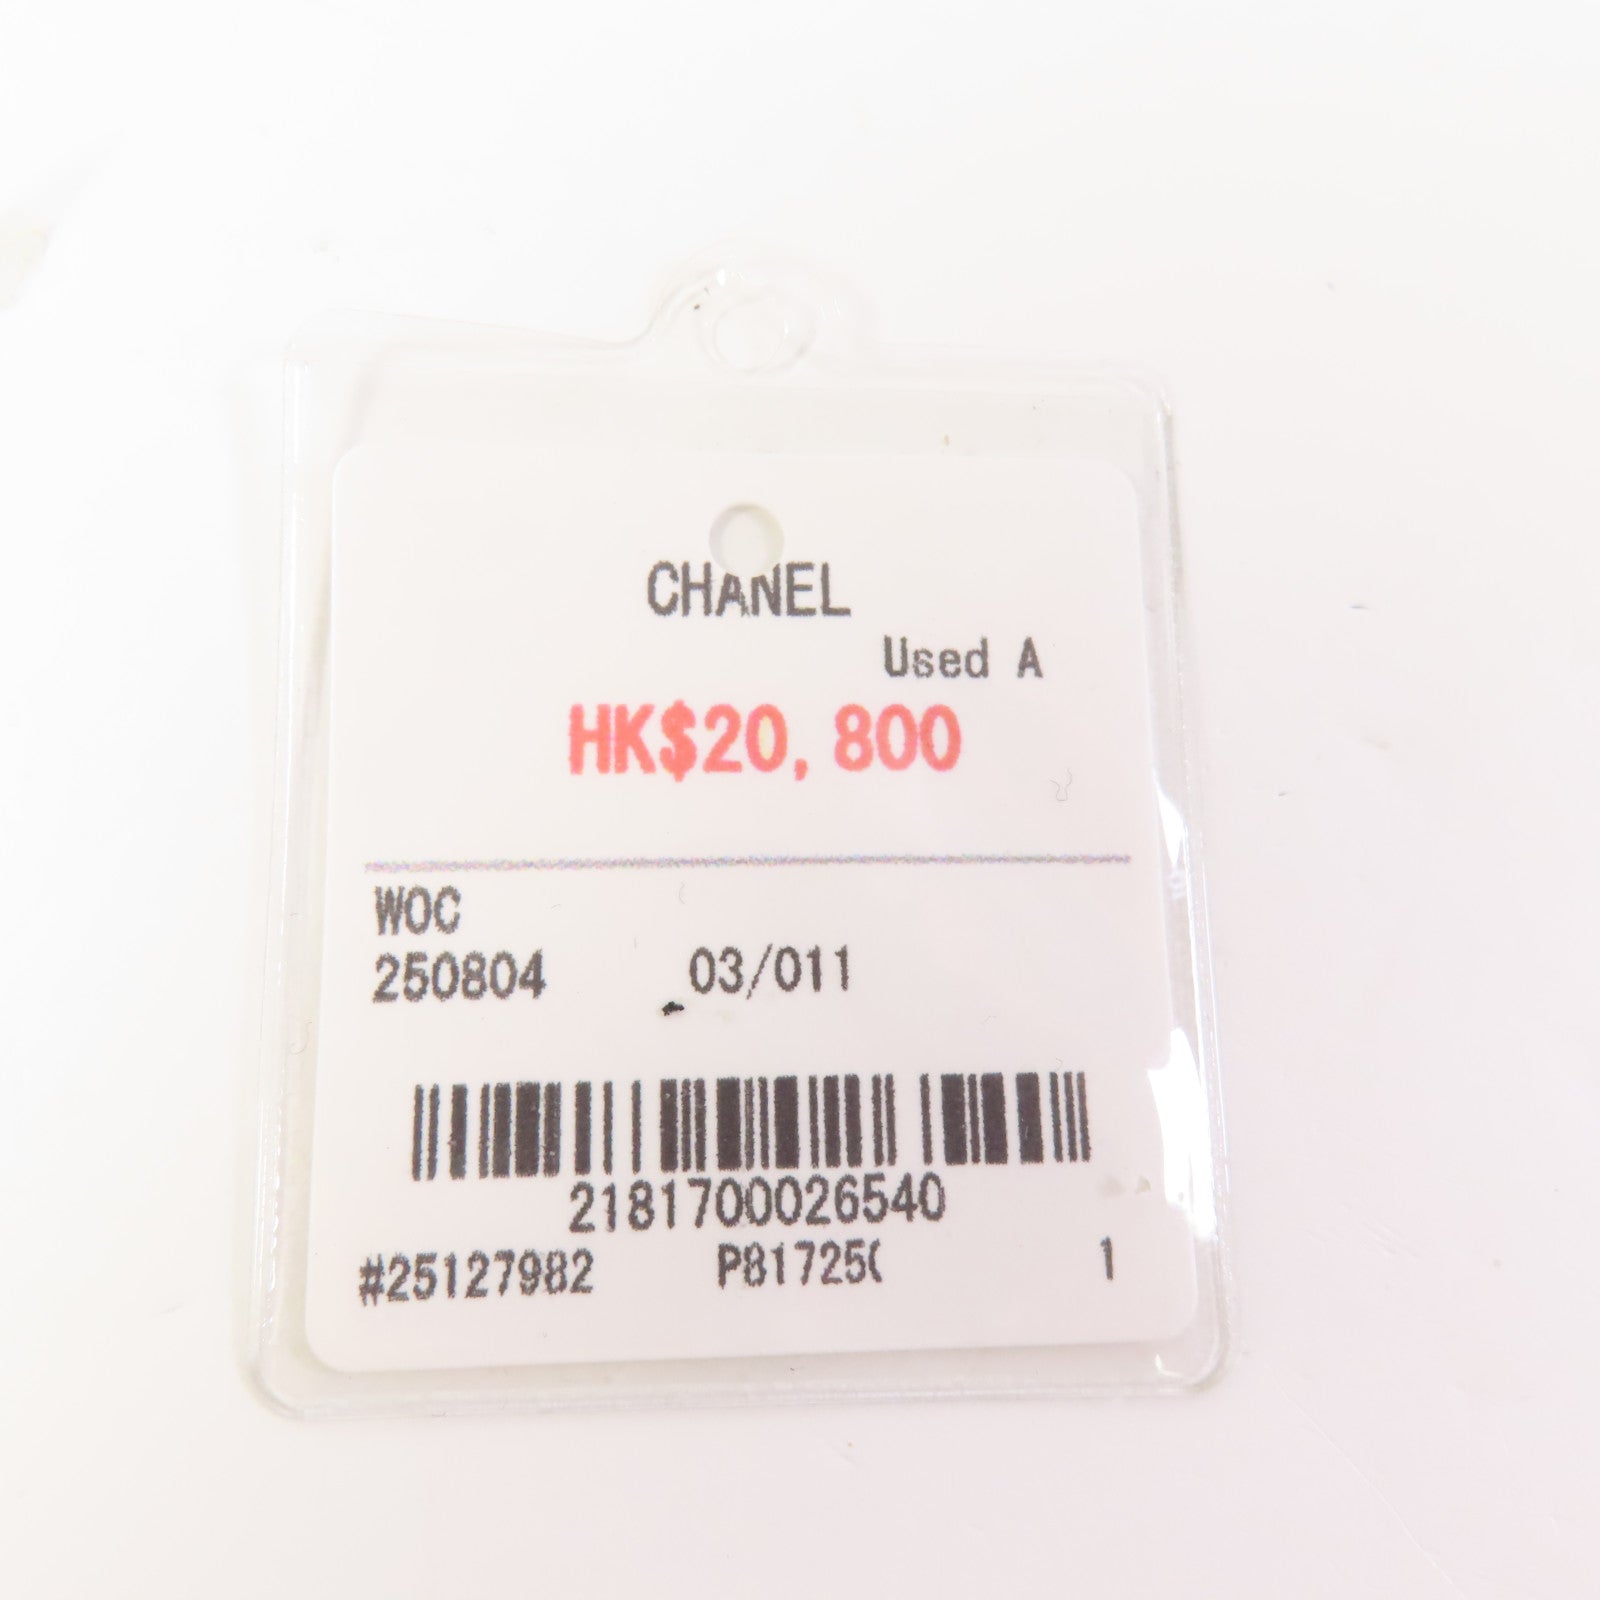 CHANEL
Used A
HK$20,800
WOC
250804 03/011
2181700026540
#25127982 P81725( 1